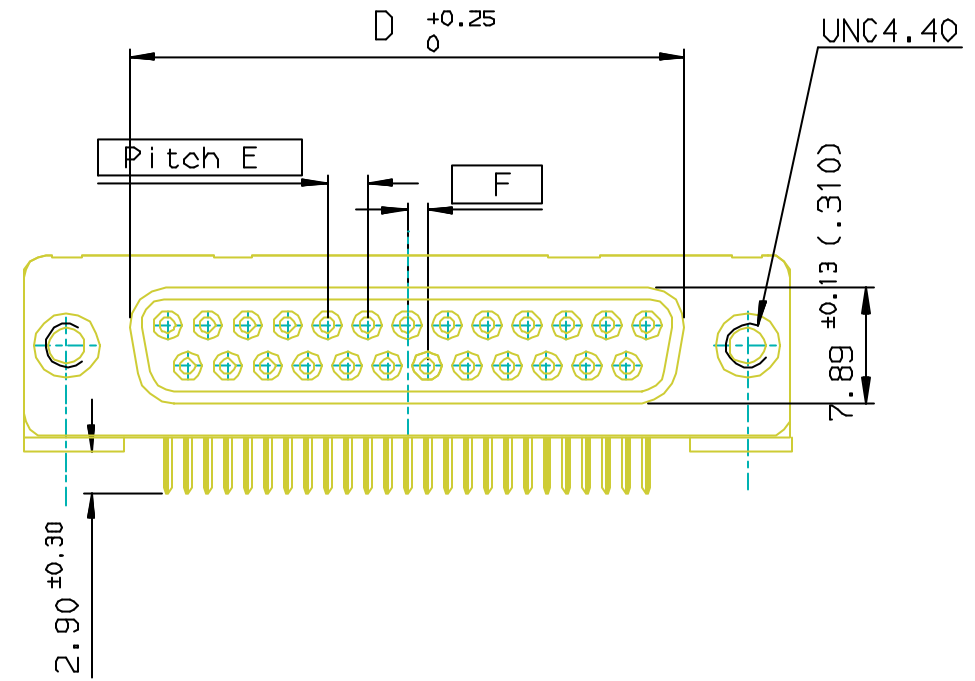 D +0.25
0
UNC4.40
Pitch E
F
7.89 ±0.13 (.310)
2.90 ±0.30